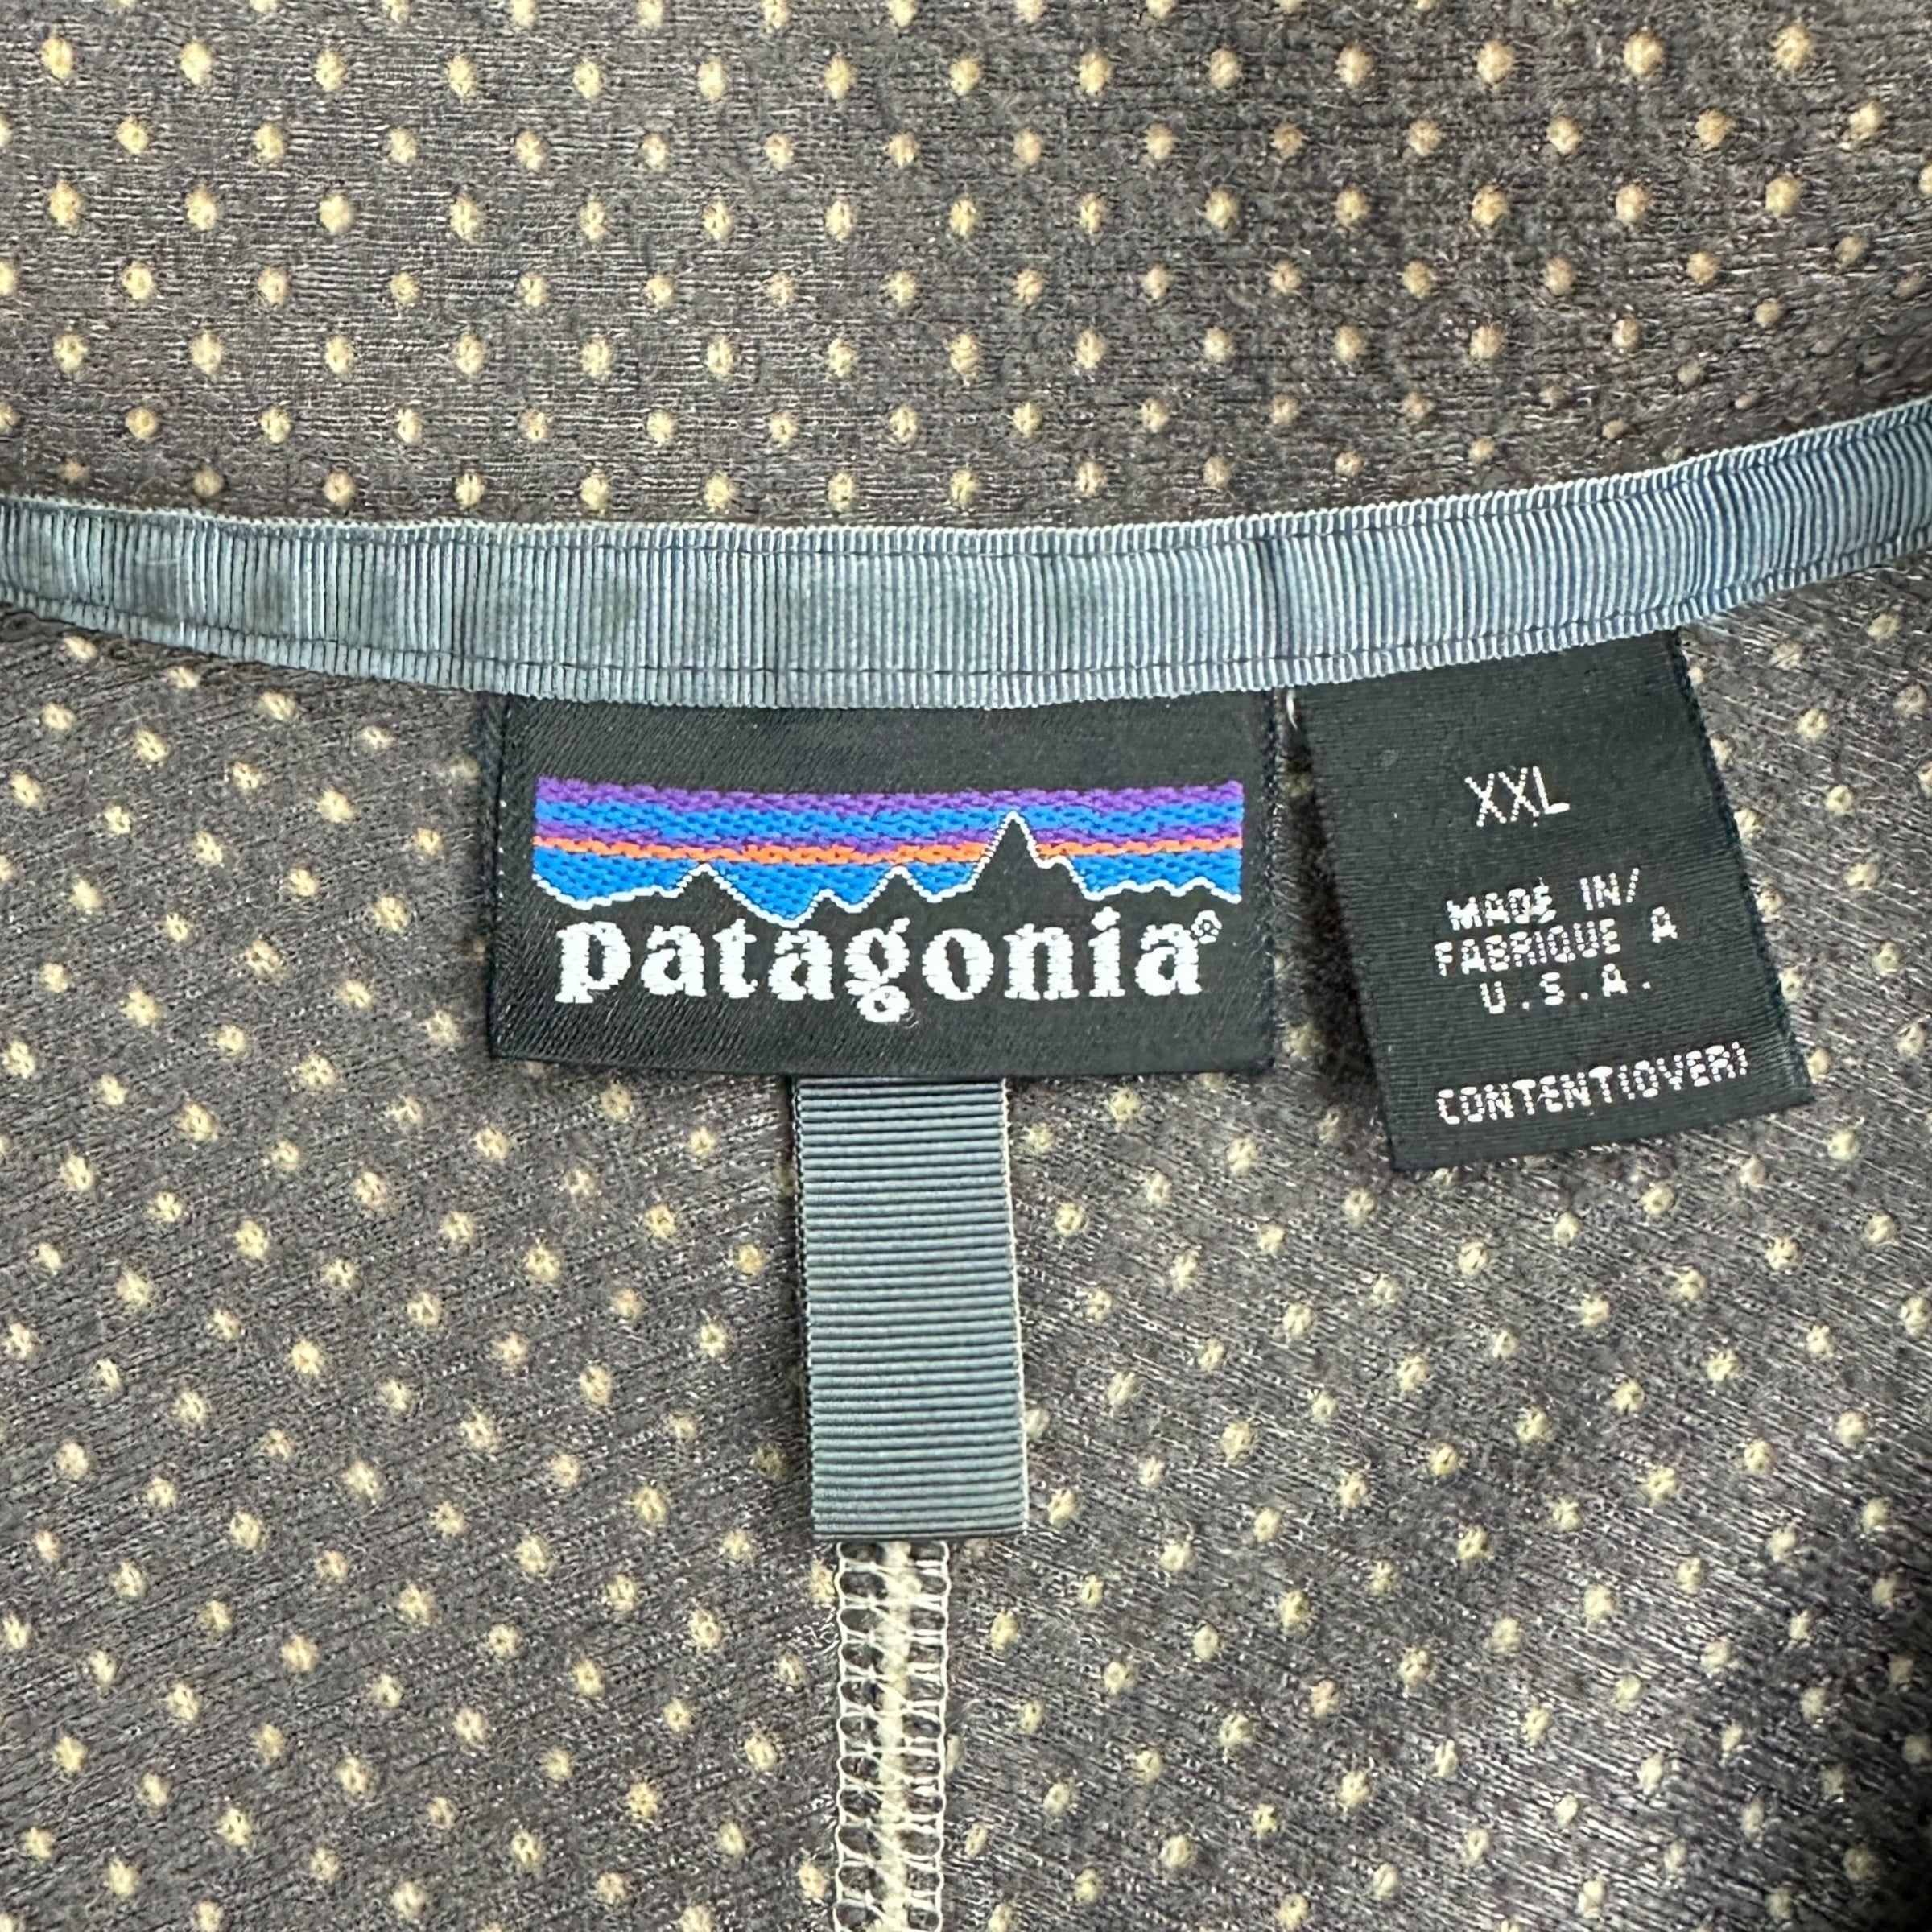 patagonia®
XXL
MADE IN/
FABRIQUE A
U.S.A.
CONTENT(OVER)